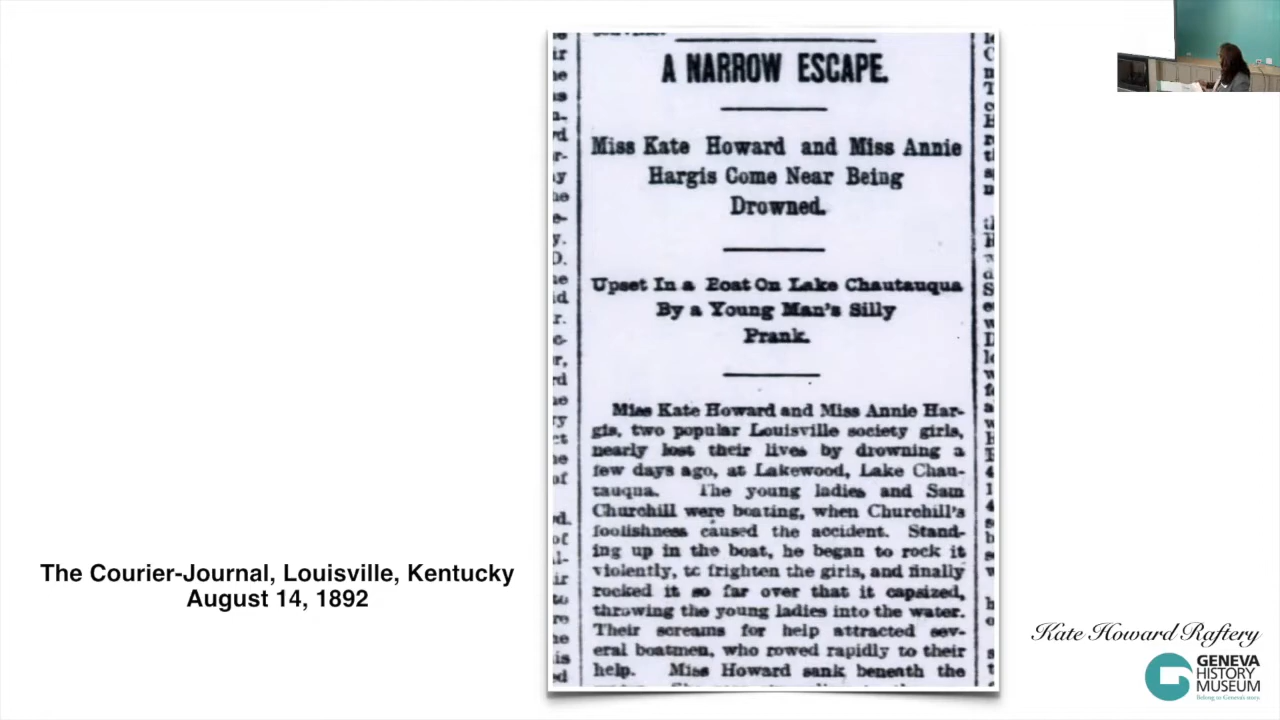 A NARROW ESCAPE.
Miss Kate Howard and Miss Annie
Hargis Come Near Being
Drowned.
Upset In a Boat On Lake Chautauqua
By a Young Man's Silly
Prank.
Miss Kate Howard and Miss Annie Har-
gis, two popular Louisville society girls,
nearly lost their lives by drowning a
few days ago, at Lakewood, Lake Chau-
tauqua. The young ladies and Sam
Churchill were boating, when Churchill's
foolishness caused the accident. Stand-
ing up in the boat, he began to rock it
violently, to frighten the girls, and finally
rocked it so far over that it capsized,
throwing the young ladies into the water.
Their screams for help attracted sev-
eral boatmen, who rowed rapidly to their
help. Miss Howard sank beneath the
The Courier-Journal, Louisville, Kentucky
August 14, 1892
Kate Howard Raftery
GENEVA
HISTORY
MUSEUM
Belong to Geneva's story.